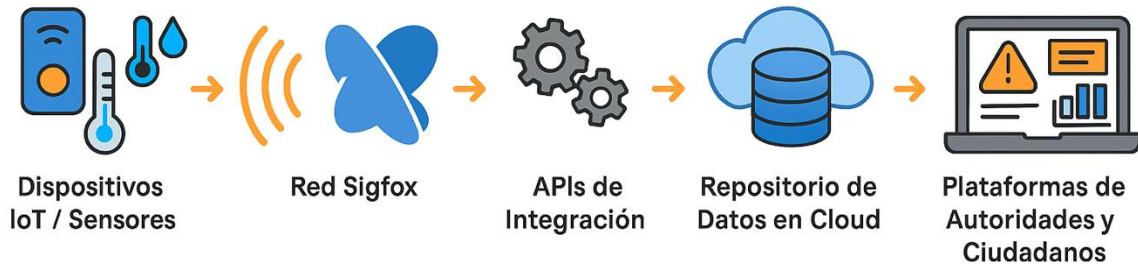 Dispositivos
IoT / Sensores
Red Sigfox
APIs de
Integración
Repositorio de
Datos en Cloud
Plataformas de
Autoridades y
Ciudadanos